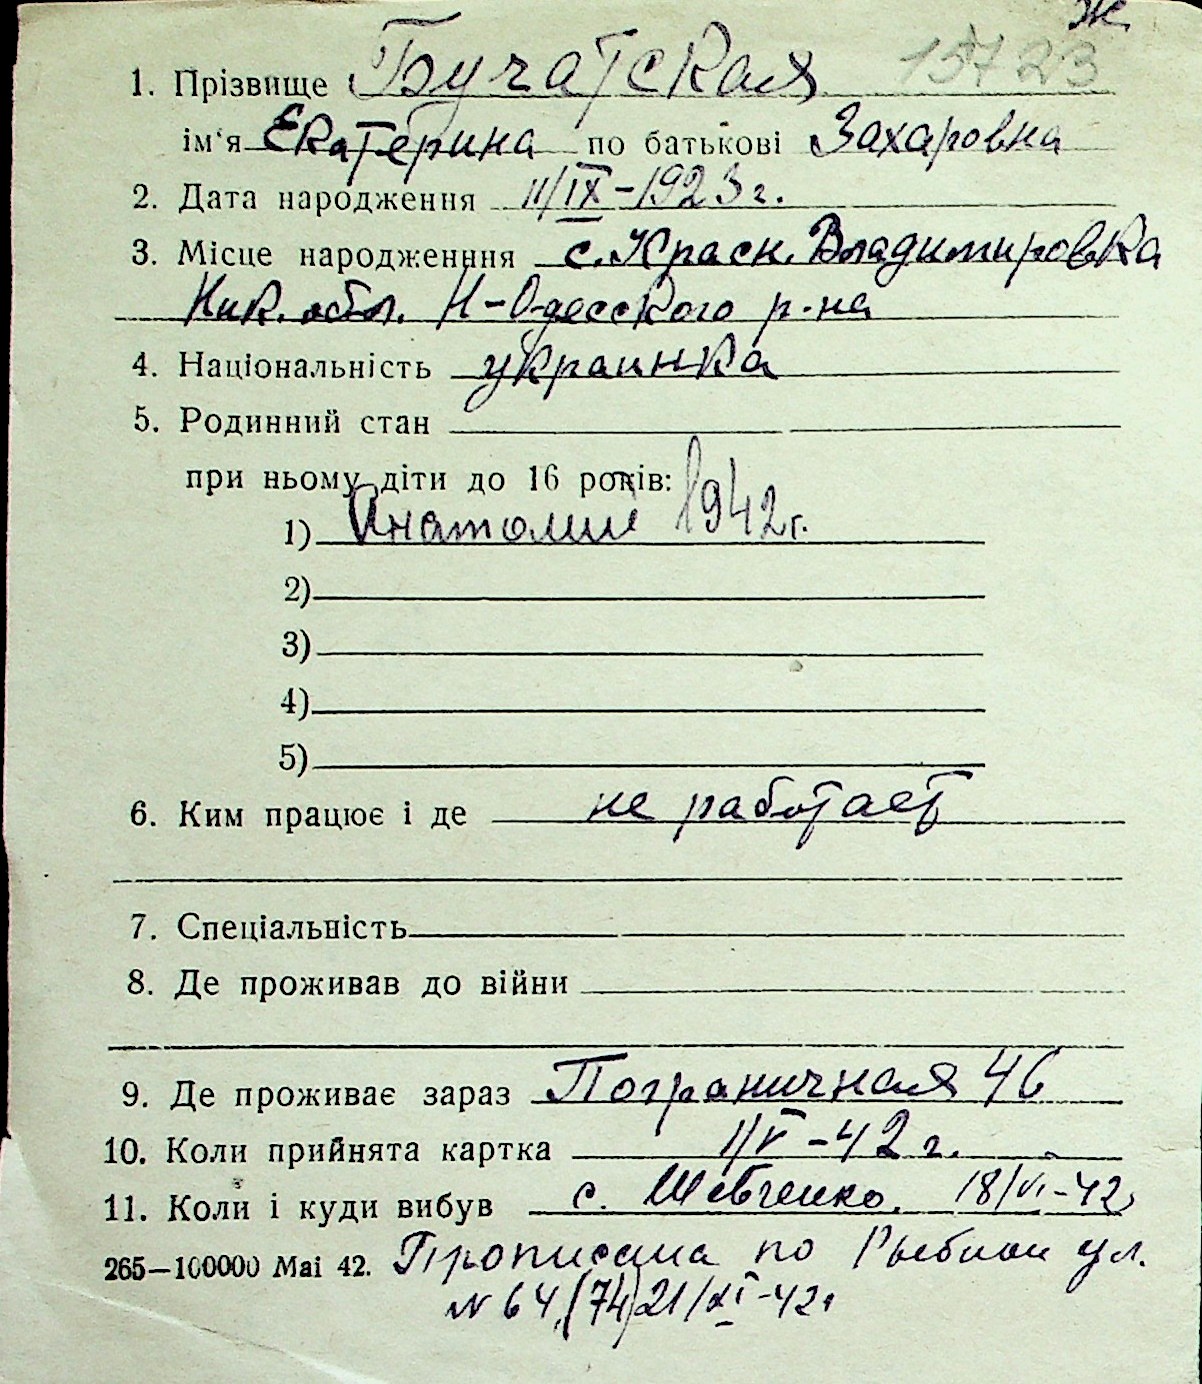 Ж
15723
1. Прізвище Бучатская
ім‘я Екатерина по батькові Захаровна
2. Дата народження 11/IX-1923 г.
3. Місце народженння с. Красн. Владимировка
Ник. обл. Н-Одесского р-на
4. Національність украинка
5. Родинний стан
при ньому діти до 16 років:
1) Анатолий 1942 г.
2)
3)
4)
5)
6. Ким працює і де не работает
7. Спеціальність
8. Де проживав до війни
9. Де проживає зараз Пограничная 46
10. Коли прийнята картка 11/V-42 г.
11. Коли і куди вибув с. Шевченко. 18/VI-42
265—100000 Mai 42. Прописана по Рыбной ул.
№ 64 (74) 21/XI-42г